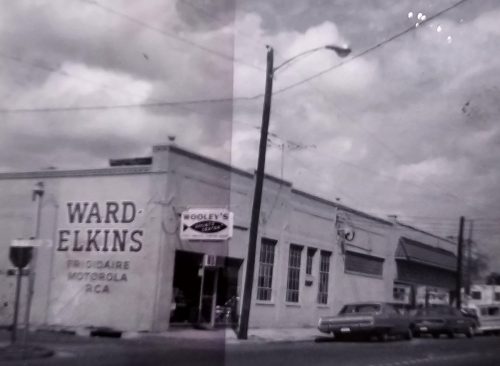 WARD-
ELKINS
FRIGIDAIRE
MOTOROLA
RCA
WOOLEY'S